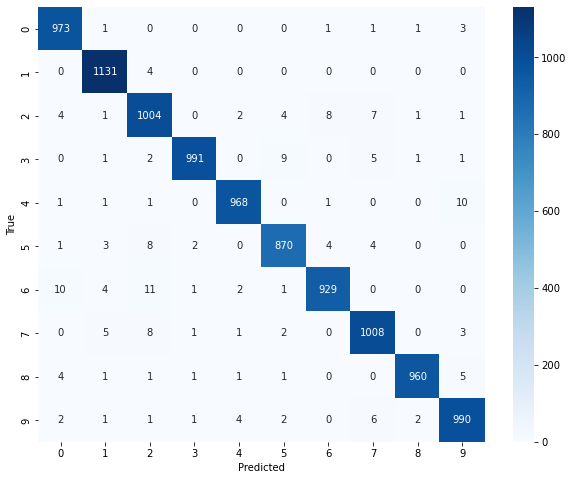 0 973 1 0 0 0 0 1 1 1 3
1 0 1131 4 0 0 0 0 0 0 0
2 4 1 1004 0 2 4 8 7 1 1
3 0 1 2 991 0 9 0 5 1 1
4 1 1 1 0 968 0 1 0 0 10
5 1 3 8 2 0 870 4 4 0 0
6 10 4 11 1 2 1 929 0 0 0
7 0 5 8 1 1 2 0 1008 0 3
8 4 1 1 1 1 1 0 0 960 5
9 2 1 1 1 4 2 0 6 2 990
0 1 2 3 4 5 6 7 8 9
Predicted
True
1000
800
600
400
200
0